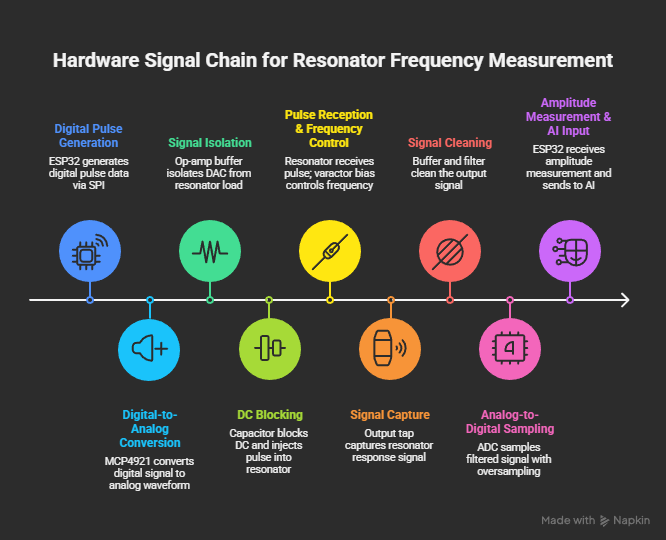 Hardware Signal Chain for Resonator Frequency Measurement
Digital Pulse
Generation
ESP32 generates
digital pulse data
via SPI
Signal Isolation
Op-amp buffer
isolates DAC from
resonator load
Pulse Reception
& Frequency
Control
Resonator receives
pulse; varactor bias
controls frequency
Signal Cleaning
Buffer and filter
clean the output
signal
Amplitude
Measurement &
AI Input
ESP32 receives
amplitude
measurement and
sends to AI
Digital-to-
Analog
Conversion
MCP4921 converts
digital signal to
analog waveform
DC Blocking
Capacitor blocks
DC and injects
pulse into
resonator
Signal Capture
Output tap
captures resonator
response signal
Analog-to-
Digital Sampling
ADC samples
filtered signal with
oversampling
Made with Napkin